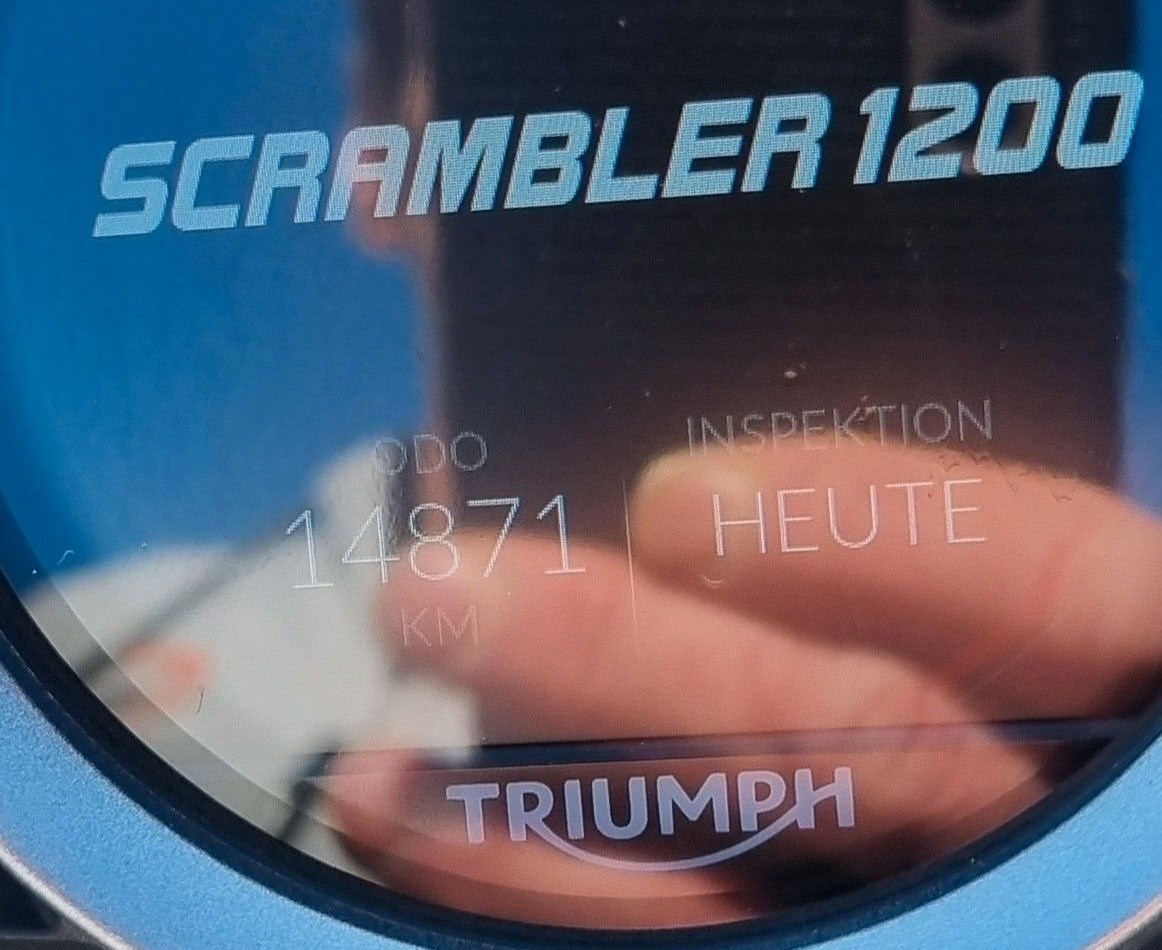 SCRAMBLER 1200
ODO
14871
KM
INSPEKTION
HEUTE
TRIUMPH